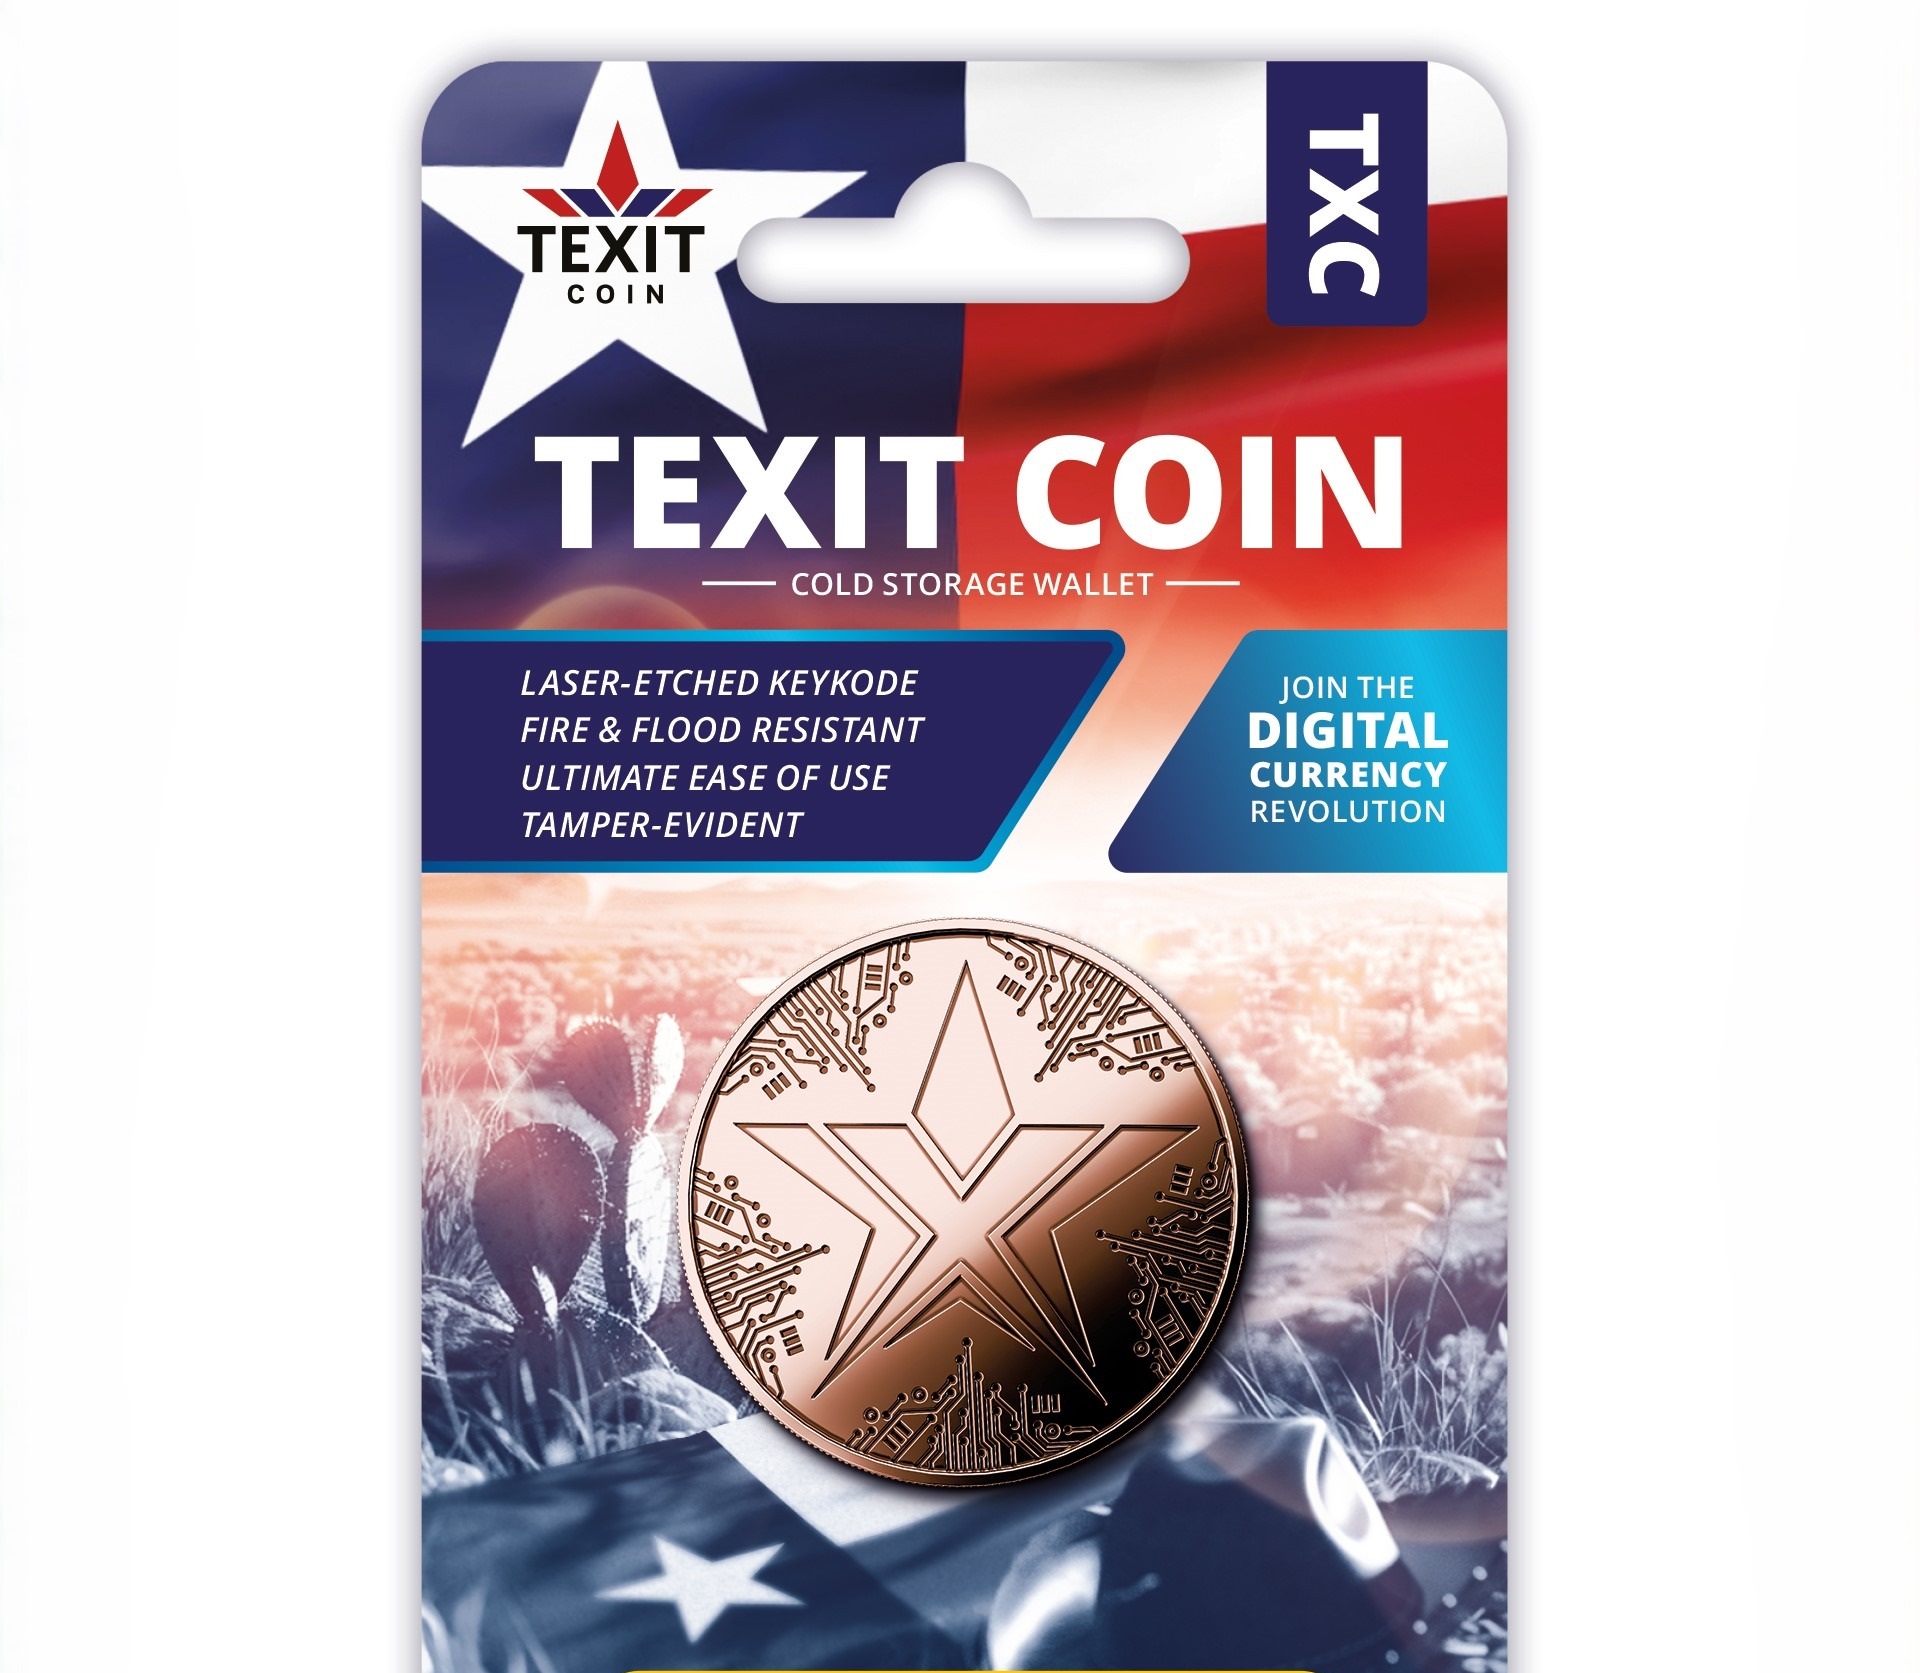 TEXIT
COIN
TXC
TEXIT COIN
COLD STORAGE WALLET
LASER-ETCHED KEYKODE
FIRE & FLOOD RESISTANT
ULTIMATE EASE OF USE
TAMPER-EVIDENT
JOIN THE
DIGITAL
CURRENCY
REVOLUTION